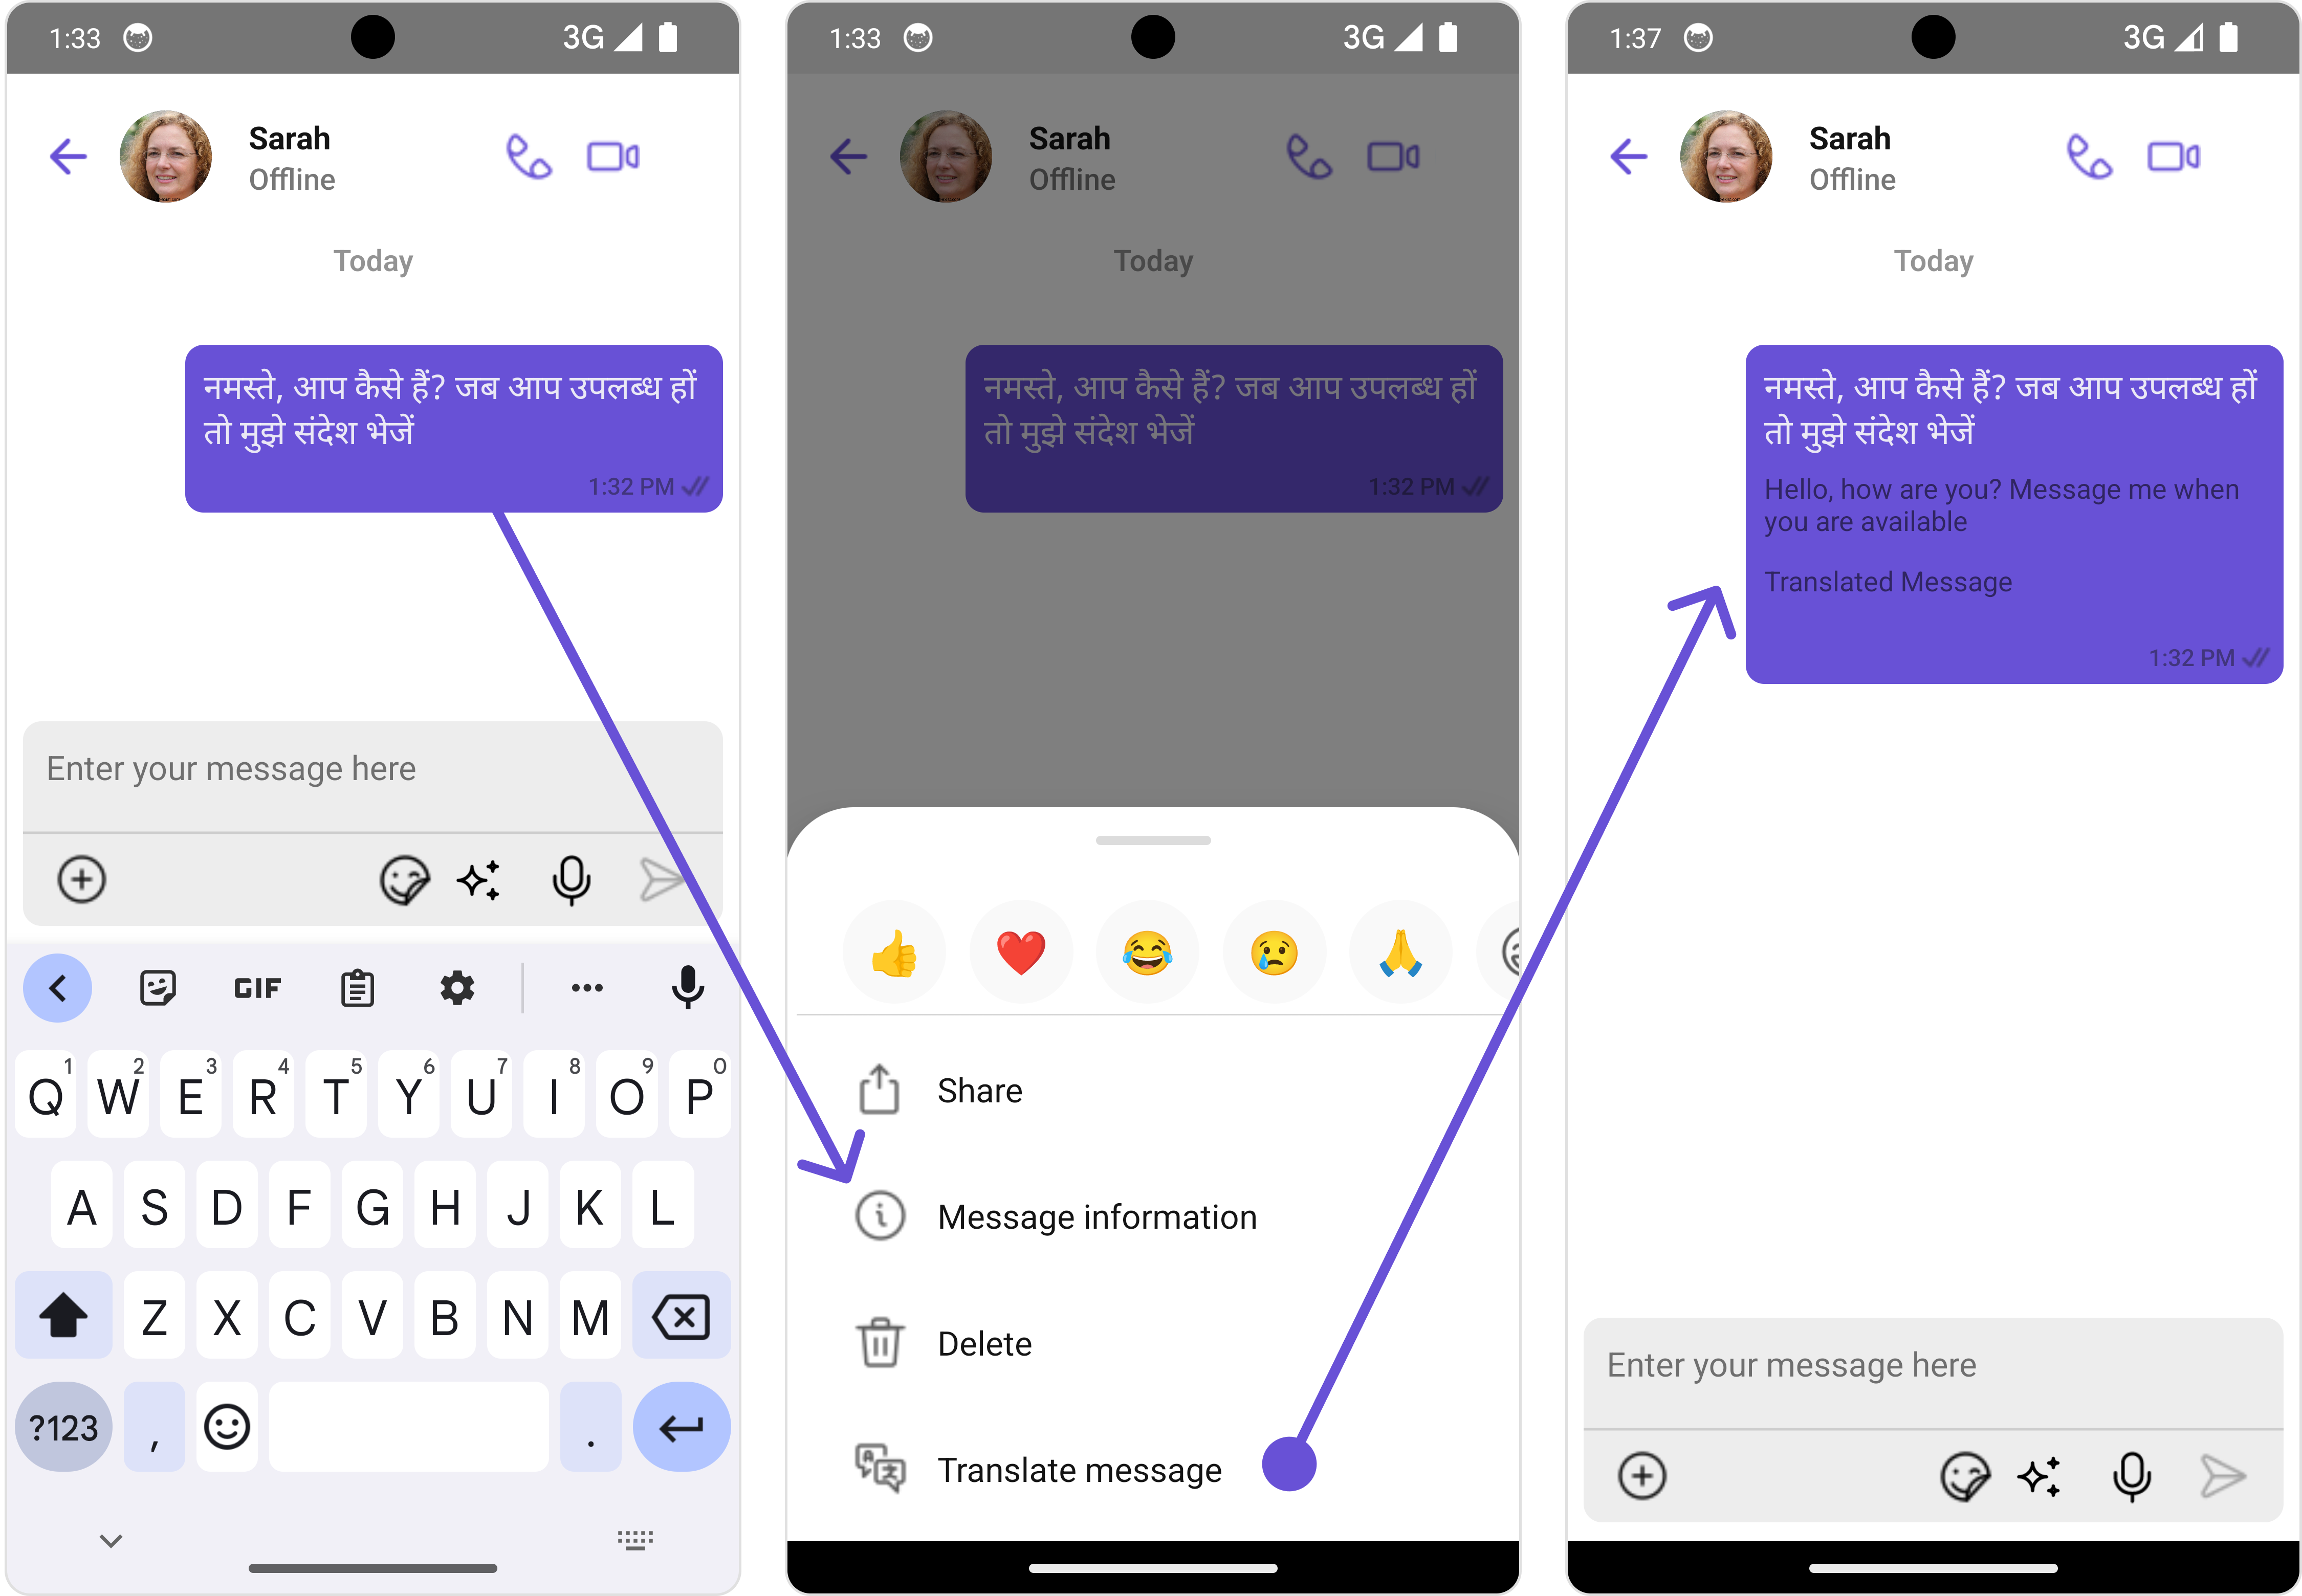 1:33
3G
Sarah
Offline
Today
नमस्ते, आप कैसे हैं? जब आप उपलब्ध हों
तो मुझे संदेश भेजें
1:32 PM
Enter your message here
GIF
1 2 3 4 5 6 7 8 9 0
Q W E R T Y U I O P
A S D F G H J K L
Z X C V B N M
?123 , .
1:33
3G
Sarah
Offline
Today
नमस्ते, आप कैसे हैं? जब आप उपलब्ध हों
तो मुझे संदेश भेजें
1:32 PM
Share
Message information
Delete
Translate message
1:37
3G
Sarah
Offline
Today
नमस्ते, आप कैसे हैं? जब आप उपलब्ध हों
तो मुझे संदेश भेजें
Hello, how are you? Message me when
you are available
Translated Message
1:32 PM
Enter your message here